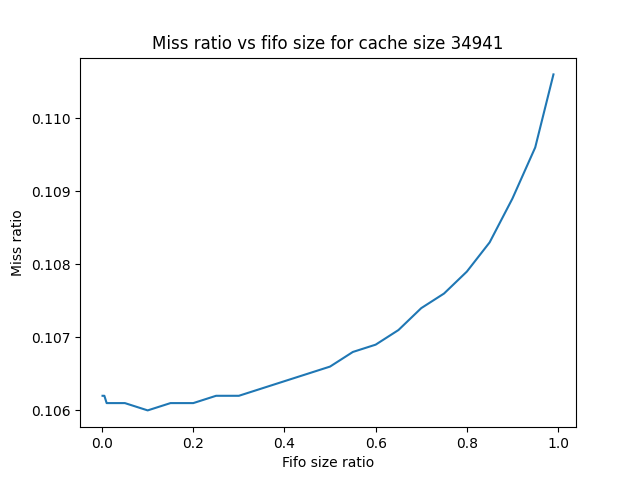 Miss ratio vs fifo size for cache size 34941
Miss ratio
0.110
0.109
0.108
0.107
0.106
0.0 0.2 0.4 0.6 0.8 1.0
Fifo size ratio